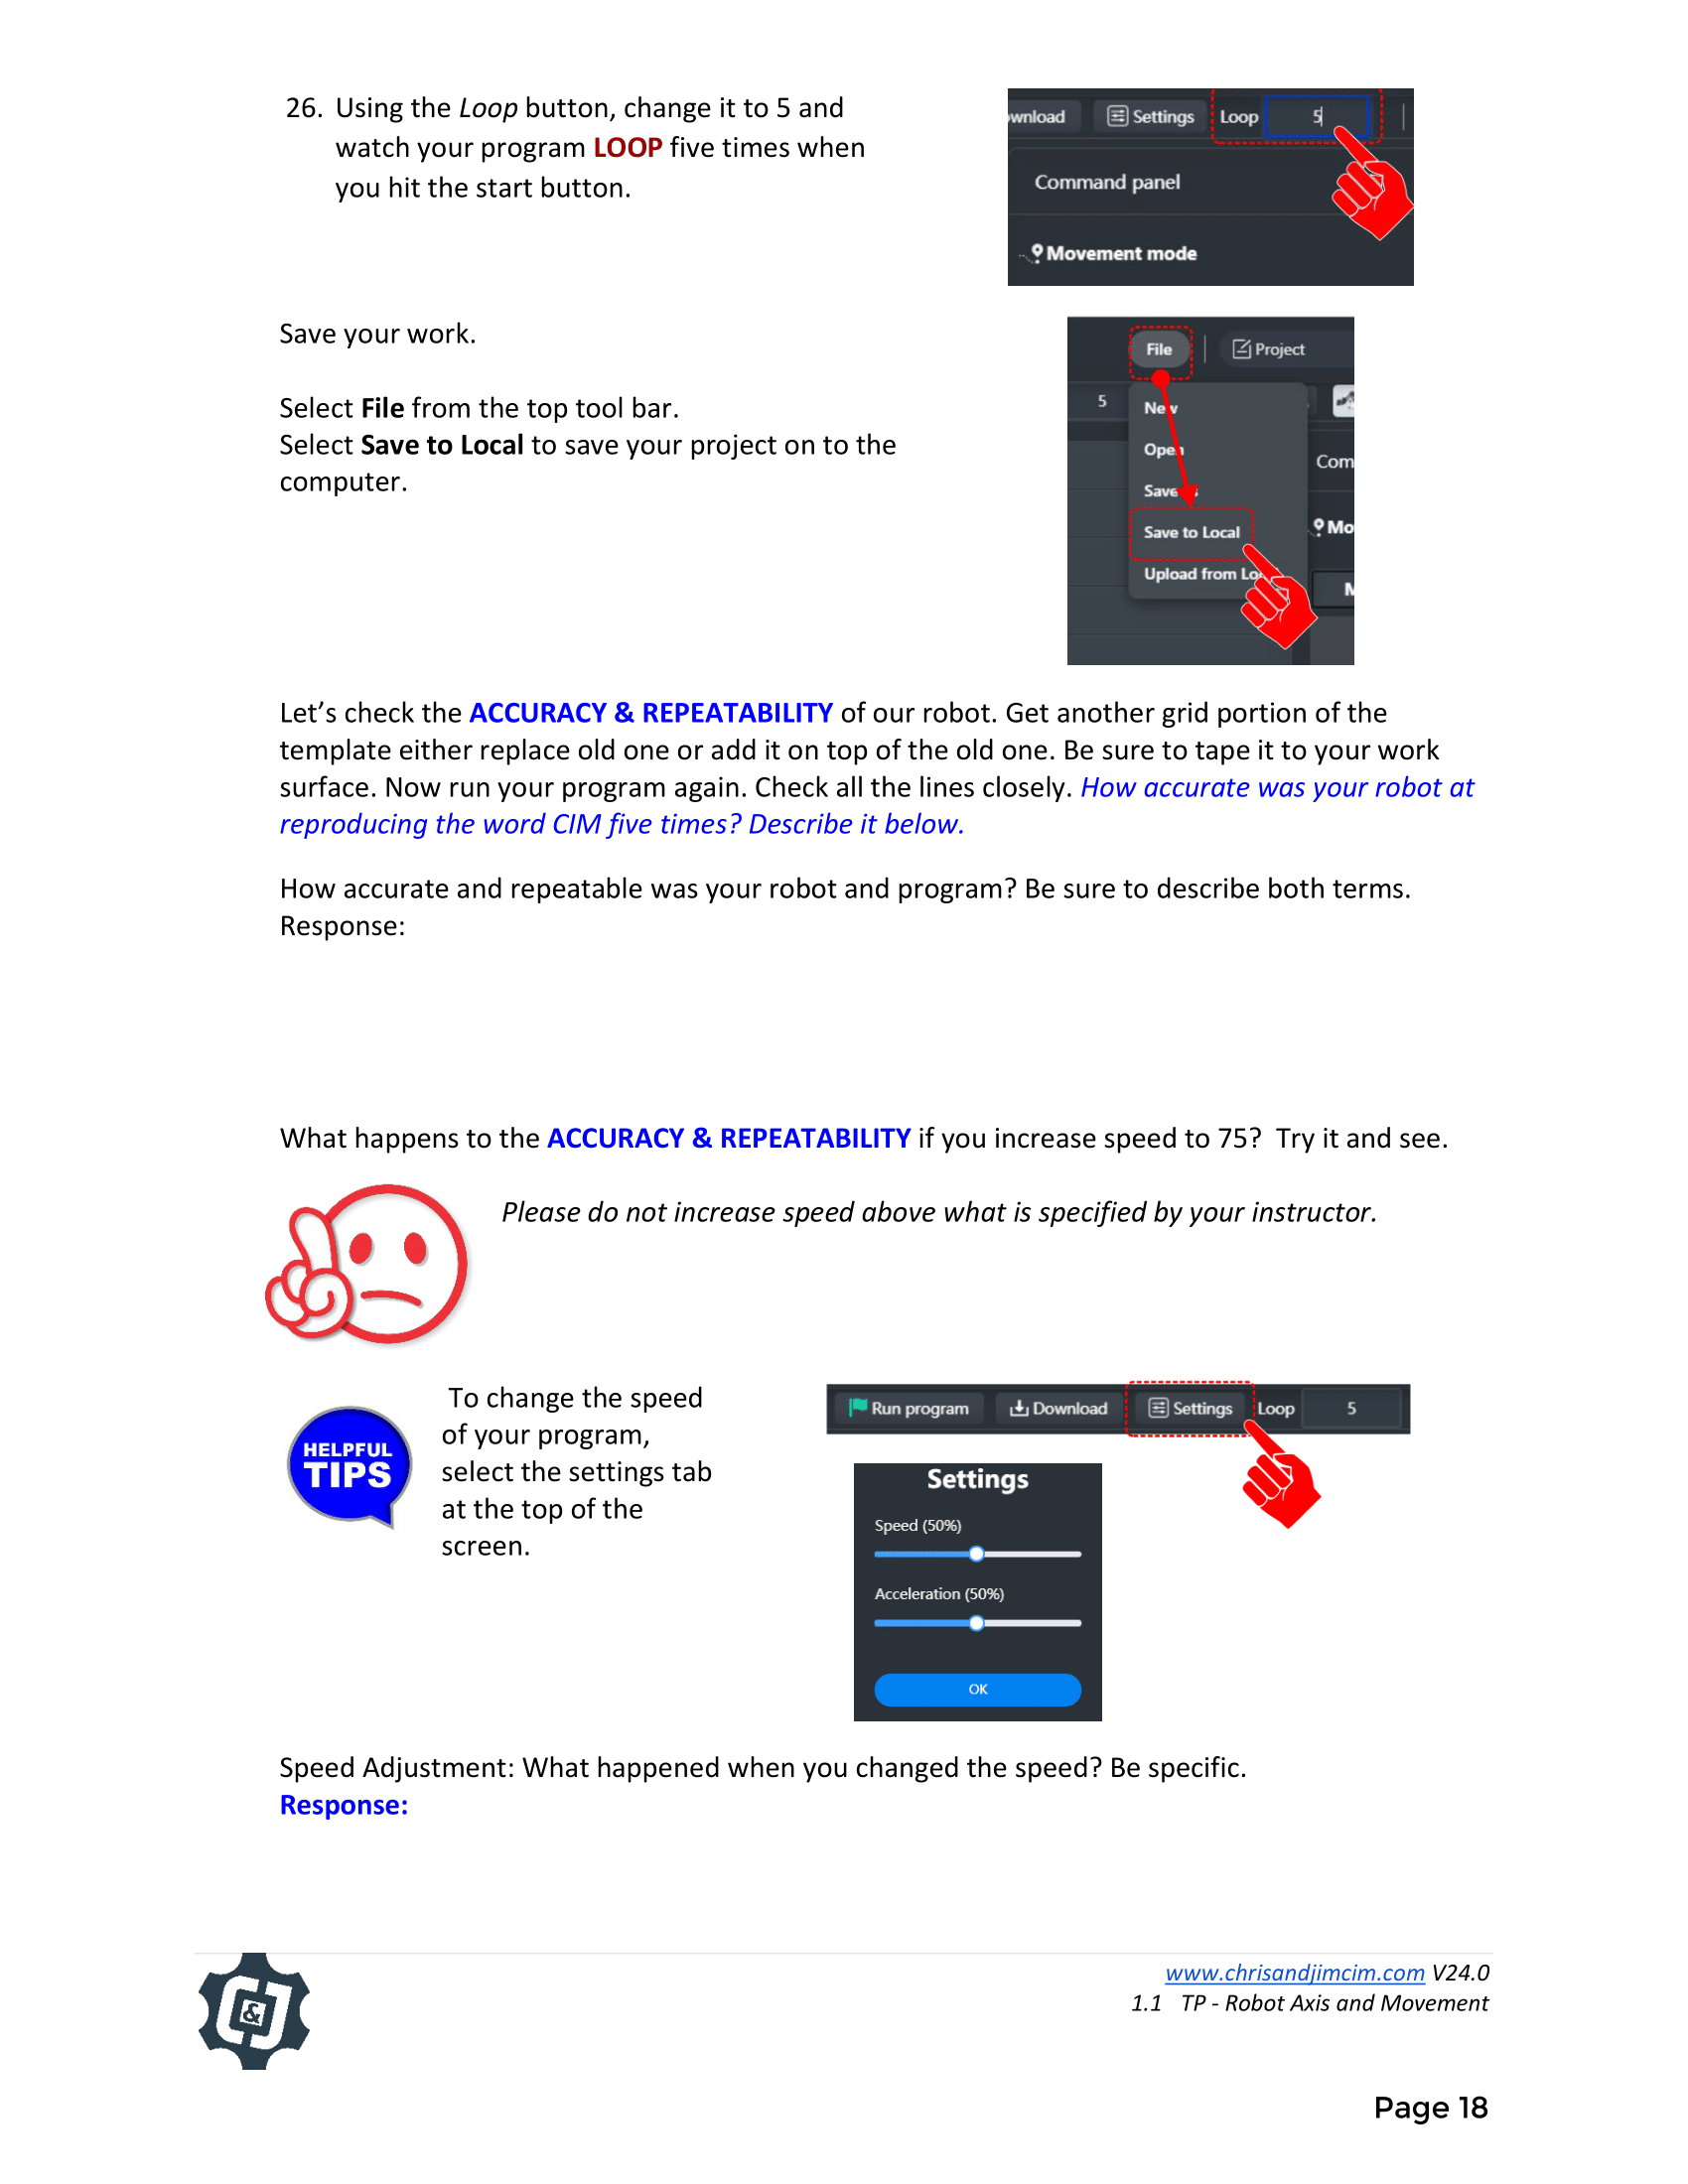 26. Using the Loop button, change it to 5 and
watch your program LOOP five times when
you hit the start button.
wnload Settings Loop 5
Command panel
Movement mode
Save your work.
Select File from the top tool bar.
Select Save to Local to save your project on to the
computer.
File Project
5 New
Open
Com
Save
Save to Local
Mo
Upload from Lo
M
Let’s check the ACCURACY & REPEATABILITY of our robot. Get another grid portion of the
template either replace old one or add it on top of the old one. Be sure to tape it to your work
surface. Now run your program again. Check all the lines closely. How accurate was your robot at
reproducing the word CIM five times? Describe it below.
How accurate and repeatable was your robot and program? Be sure to describe both terms.
Response:
What happens to the ACCURACY & REPEATABILITY if you increase speed to 75?  Try it and see.
Please do not increase speed above what is specified by your instructor.
HELPFUL
TIPS
To change the speed
of your program,
select the settings tab
at the top of the
screen.
Run program Download Settings Loop 5
Settings
Speed (50%)
Acceleration (50%)
OK
Speed Adjustment: What happened when you changed the speed? Be specific.
Response:
&
www.chrisandjimcim.com V24.0
1.1 TP - Robot Axis and Movement
Page 18